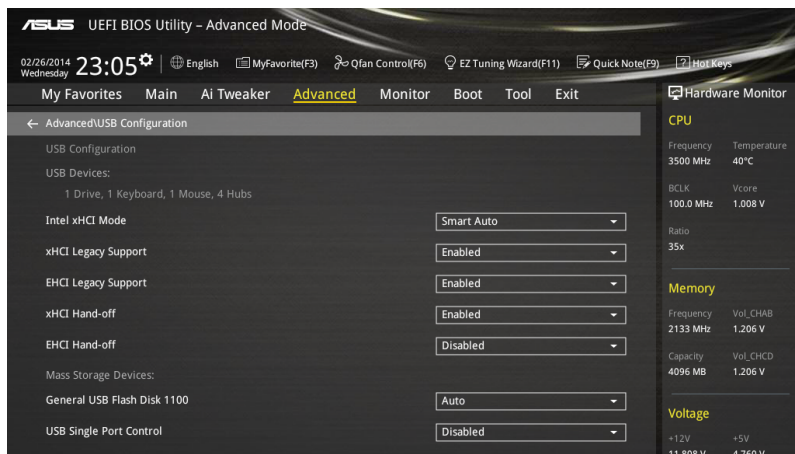 ASUS UEFI BIOS Utility – Advanced Mode
02/26/2014
Wednesday 23:05 English MyFavorite(F3) Qfan Control(F6) EZ Tuning Wizard(F11) Quick Note(F9) ? Hot Keys
My Favorites Main Ai Tweaker Advanced Monitor Boot Tool Exit
← Advanced\USB Configuration
USB Configuration
USB Devices:
1 Drive, 1 Keyboard, 1 Mouse, 4 Hubs
Intel xHCI Mode Smart Auto
xHCI Legacy Support Enabled
EHCI Legacy Support Enabled
xHCI Hand-off Enabled
EHCI Hand-off Disabled
Mass Storage Devices:
General USB Flash Disk 1100 Auto
USB Single Port Control Disabled
Hardware Monitor
CPU
Frequency Temperature
3500 MHz 40°C
BCLK Vcore
100.0 MHz 1.008 V
Ratio
35x
Memory
Frequency Vol_CHAB
2133 MHz 1.206 V
Capacity Vol_CHCD
4096 MB 1.206 V
Voltage
+12V +5V
11.808 V 4.760 V